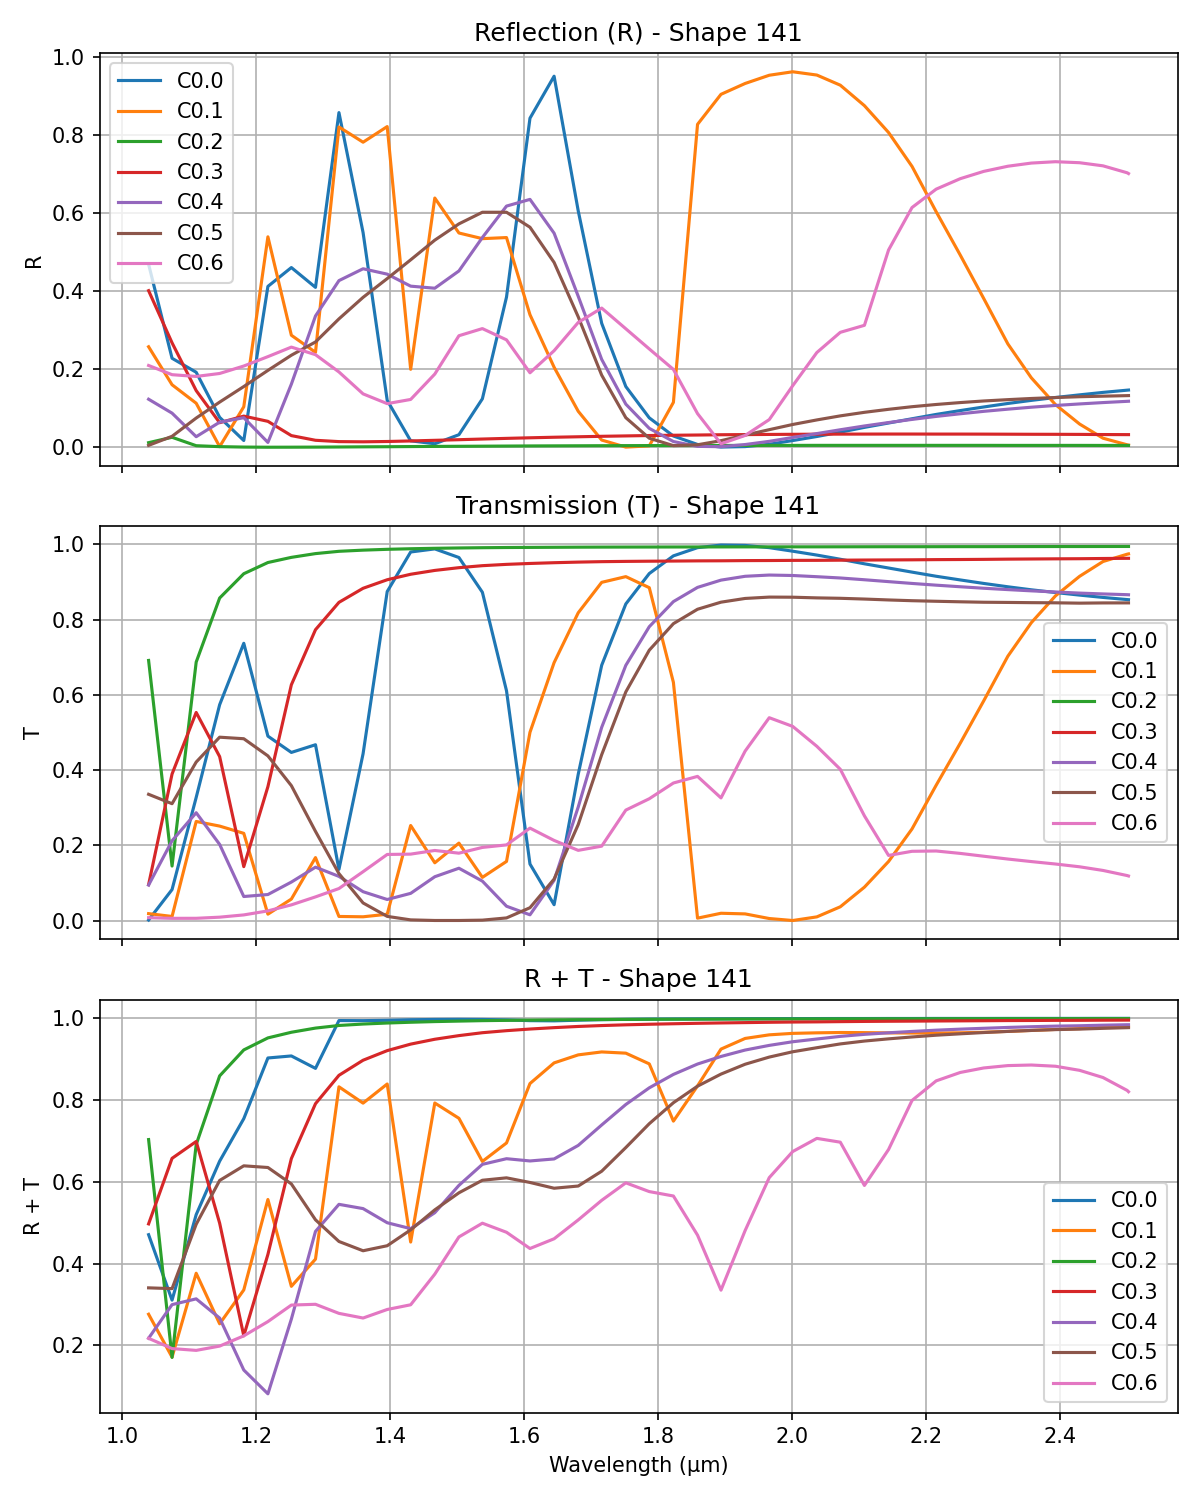 Reflection (R) - Shape 141
1.0
0.8
0.6
0.4
0.2
0.0
R
C0.0
C0.1
C0.2
C0.3
C0.4
C0.5
C0.6
Transmission (T) - Shape 141
1.0
0.8
0.6
0.4
0.2
0.0
T
C0.0
C0.1
C0.2
C0.3
C0.4
C0.5
C0.6
R + T - Shape 141
1.0
0.8
0.6
0.4
0.2
R + T
C0.0
C0.1
C0.2
C0.3
C0.4
C0.5
C0.6
1.0 1.2 1.4 1.6 1.8 2.0 2.2 2.4
Wavelength (µm)